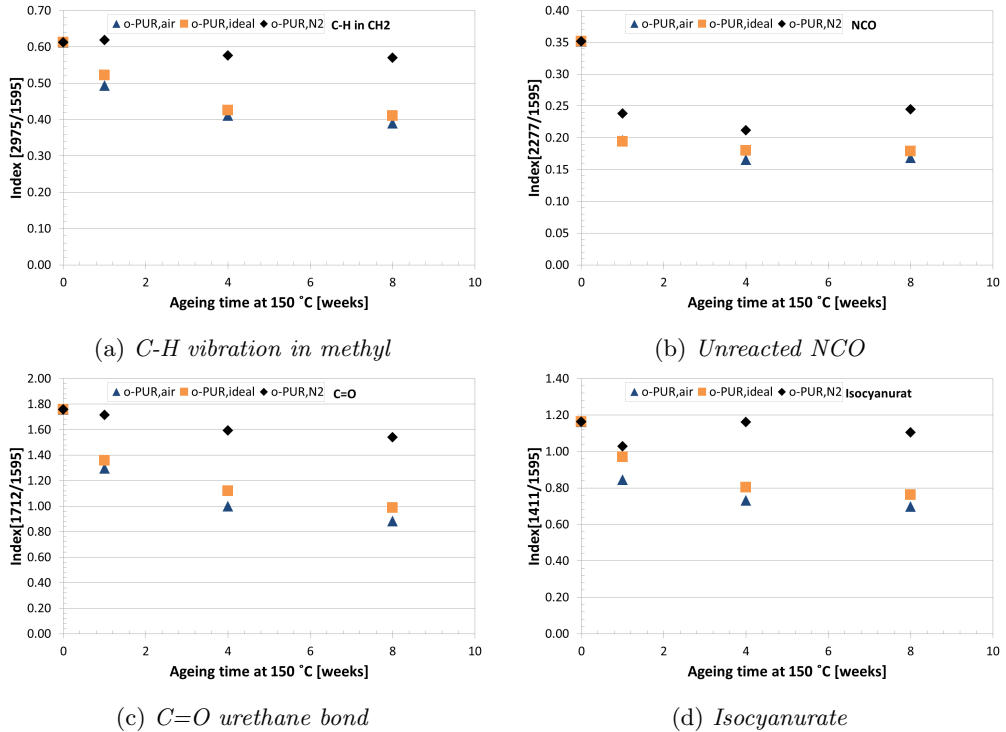 o-PUR,air o-PUR,ideal o-PUR,N2 C-H in CH2
0.70
0.60
0.50
0.40
0.30
0.20
0.10
0.00
Index [2975/1595]
0 2 4 6 8 10
Ageing time at 150 ˚C [weeks]
(a) C-H vibration in methyl
o-PUR,air o-PUR,ideal o-PUR,N2 NCO
0.40
0.35
0.30
0.25
0.20
0.15
0.10
0.05
0.00
Index[2277/1595]
0 2 4 6 8 10
Ageing time at 150 ˚C [weeks]
(b) Unreacted NCO
o-PUR,air o-PUR,ideal o-PUR,N2 C=O
2.00
1.80
1.60
1.40
1.20
1.00
0.80
0.60
0.40
0.20
0.00
Index[1712/1595]
0 2 4 6 8 10
Ageing time at 150 ˚C [weeks]
(c) C=O urethane bond
o-PUR,air o-PUR,ideal o-PUR,N2 Isocyanurat
1.40
1.20
1.00
0.80
0.60
0.40
0.20
0.00
Index[1411/1595]
0 2 4 6 8 10
Ageing time at 150 ˚C [weeks]
(d) Isocyanurate